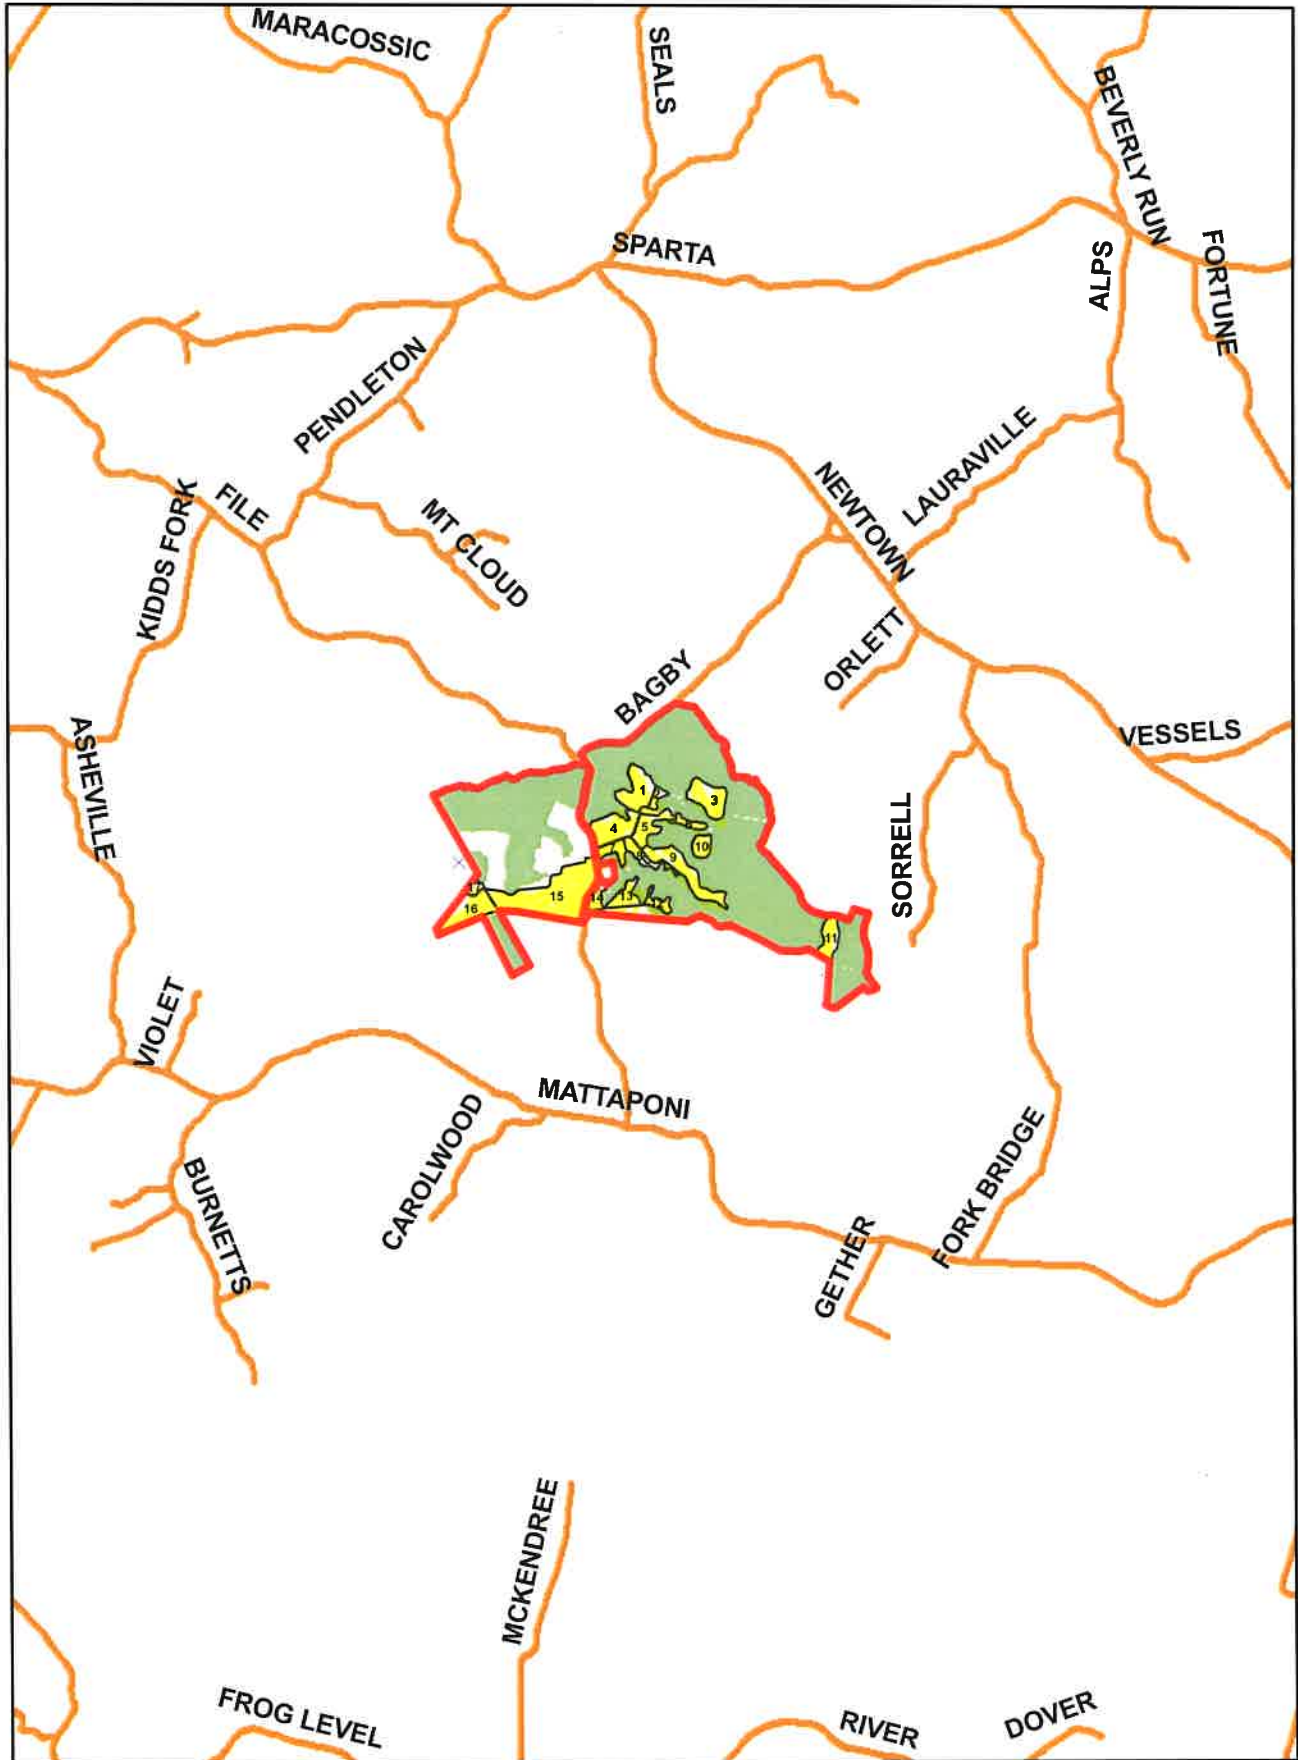 MARACOSSIC
SEALS
BEVERLY RUN
SPARTA
ALPS
FORTUNE
PENDLETON
LAURAVILLE
NEWTOWN
KIDDS FORK
FILE
MT CLOUD
ORLETT
BAGBY
VESSELS
ASHEVILLE
SORRELL
1
3
4
5
10
9
15
14
13
16
17
11
VIOLET
MATTAPONI
CAROLWOOD
FORK BRIDGE
BURNETTS
GETHER
MCKENDREE
FROG LEVEL
RIVER
DOVER